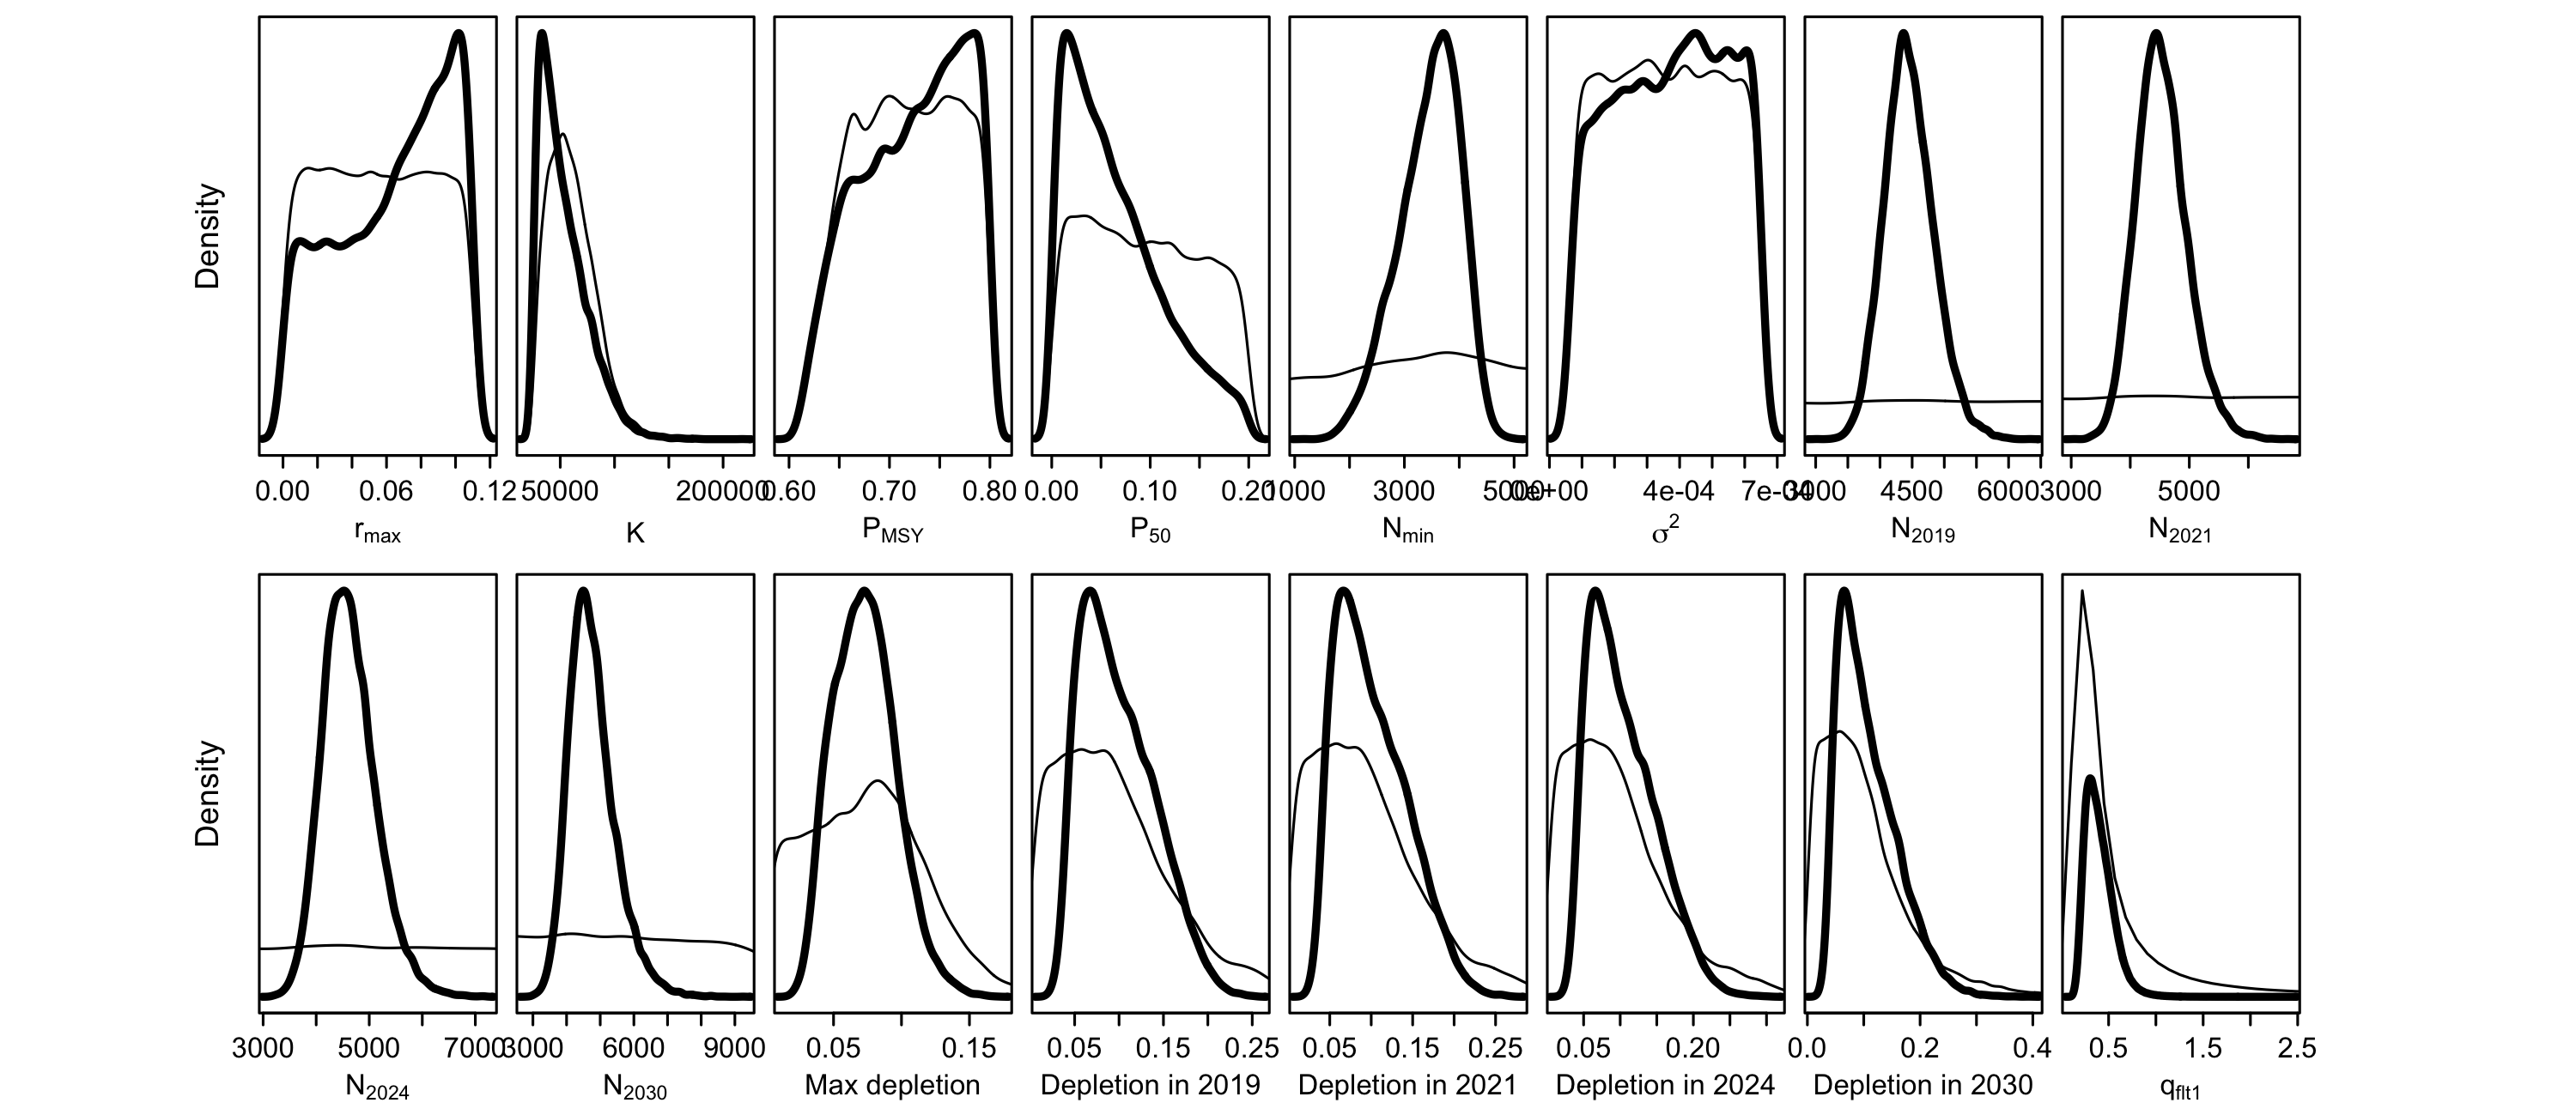 Density
0.00 0.06 0.12 50000 200000 0.60 0.70 0.80 0.00 0.10 0.20 1000 3000 5000 0e+00 4e-04 7e-04 3000 4500 6000 3000 5000
rmax K PMSY P50 Nmin σ2 N2019 N2021
Density
3000 5000 7000 3000 6000 9000 0.05 0.15 0.05 0.15 0.25 0.05 0.15 0.25 0.05 0.20 0.0 0.2 0.4 0.5 1.5 2.5
N2024 N2030 Max depletion Depletion in 2019 Depletion in 2021 Depletion in 2024 Depletion in 2030 qflt1